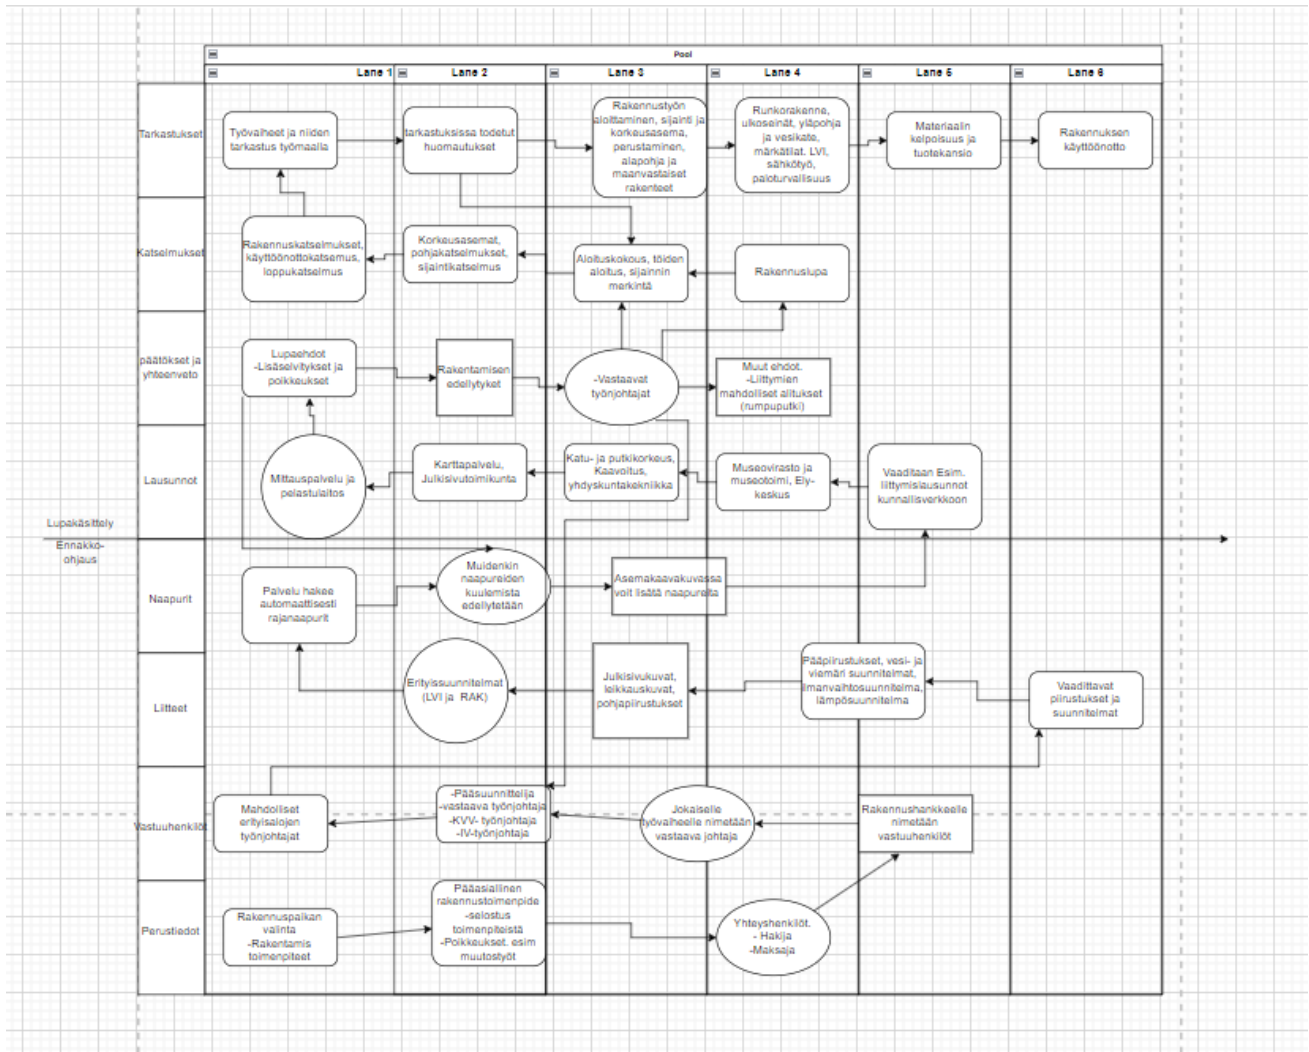 Pool
Lane 1
Lane 2
Lane 3
Lane 4
Lane 5
Lane 6
Tarkastukset
Työvaiheet ja niiden
tarkastus työmaalla
tarkastuksissa todetut
huomautukset
Rakennustyön
aloittaminen, sijainti ja
korkeusasema,
perustaminen,
alapohja ja
maanvastaiset
rakenteet
Runkorakenne,
ulkoseinät, yläpohja
ja vesikate,
märkätilat. LVI,
sähkötyö,
paloturvallisuus
Materiaalin
kelpoisuus ja
tuotekansio
Rakennuksen
käyttöönotto
Katselmukset
Rakennuskatselmukset,
käyttöönottokatsemus,
loppukatselmus
Korkeusasemat,
pohjakatselmukset,
sijaintikatselmus
Aloituskokous, töiden
aloitus, sijainnin
merkintä
Rakennuslupa
päätökset ja
yhteenveto
Lupaehdot
-Lisäselvitykset ja
poikkeukset
Rakentamisen
edellytyket
-Vastaavat
työnjohtajat
Muut ehdot.
-Liittymien
mahdolliset alitukset
(rumpuputki)
Lausunnot
Mittauspalvelu ja
pelastulaitos
Karttapalvelu,
Julkisivutoimikunta
Katu- ja putkikorkeus,
Kaavoitus,
yhdyskuntakekniikka
Museovirasto ja
museotoimi, Ely-
keskus
Vaaditaan Esim.
liittymislausunnot
kunnallisverkkoon
Lupakäsittely
Ennakko-
ohjaus
Naapurit
Palvelu hakee
automaattisesti
rajanaapurit
Muidenkin
naapureiden
kuulemista
edellytetään
Asemakaavakuvassa
voit lisätä naapureita
Liitteet
Erityissuunnitelmat
(LVI ja RAK)
Julkisivukuvat,
leikkauskuvat,
pohjapiirustukset
Pääpiirustukset, vesi- ja
viemäri suunnitelmat,
ilmanvaihtosuunnitelma,
lämpösuunnitelma
Vaadittavat
piirustukset ja
suunnitelmat
Vastuuhenkilöt
Mahdolliset
erityisalojen
työnjohtajat
-Pääsuunnittelija
-vastaava työnjohtaja
-KVV- työnjohtaja
-IV-työnjohtaja
Jokaiselle
työvaiheelle nimetään
vastaava johtaja
Rakennushankkeelle
nimetään
vastuuhenkilöt
Perustiedot
Rakennuspaikan
valinta
-Rakentamis
toimenpiteet
Pääasiallinen
rakennustoimenpide
-selostus
toimenpiteistä
-Poikkeukset. esim
muutostyöt
Yhteyshenkilöt.
- Hakija
-Maksaja